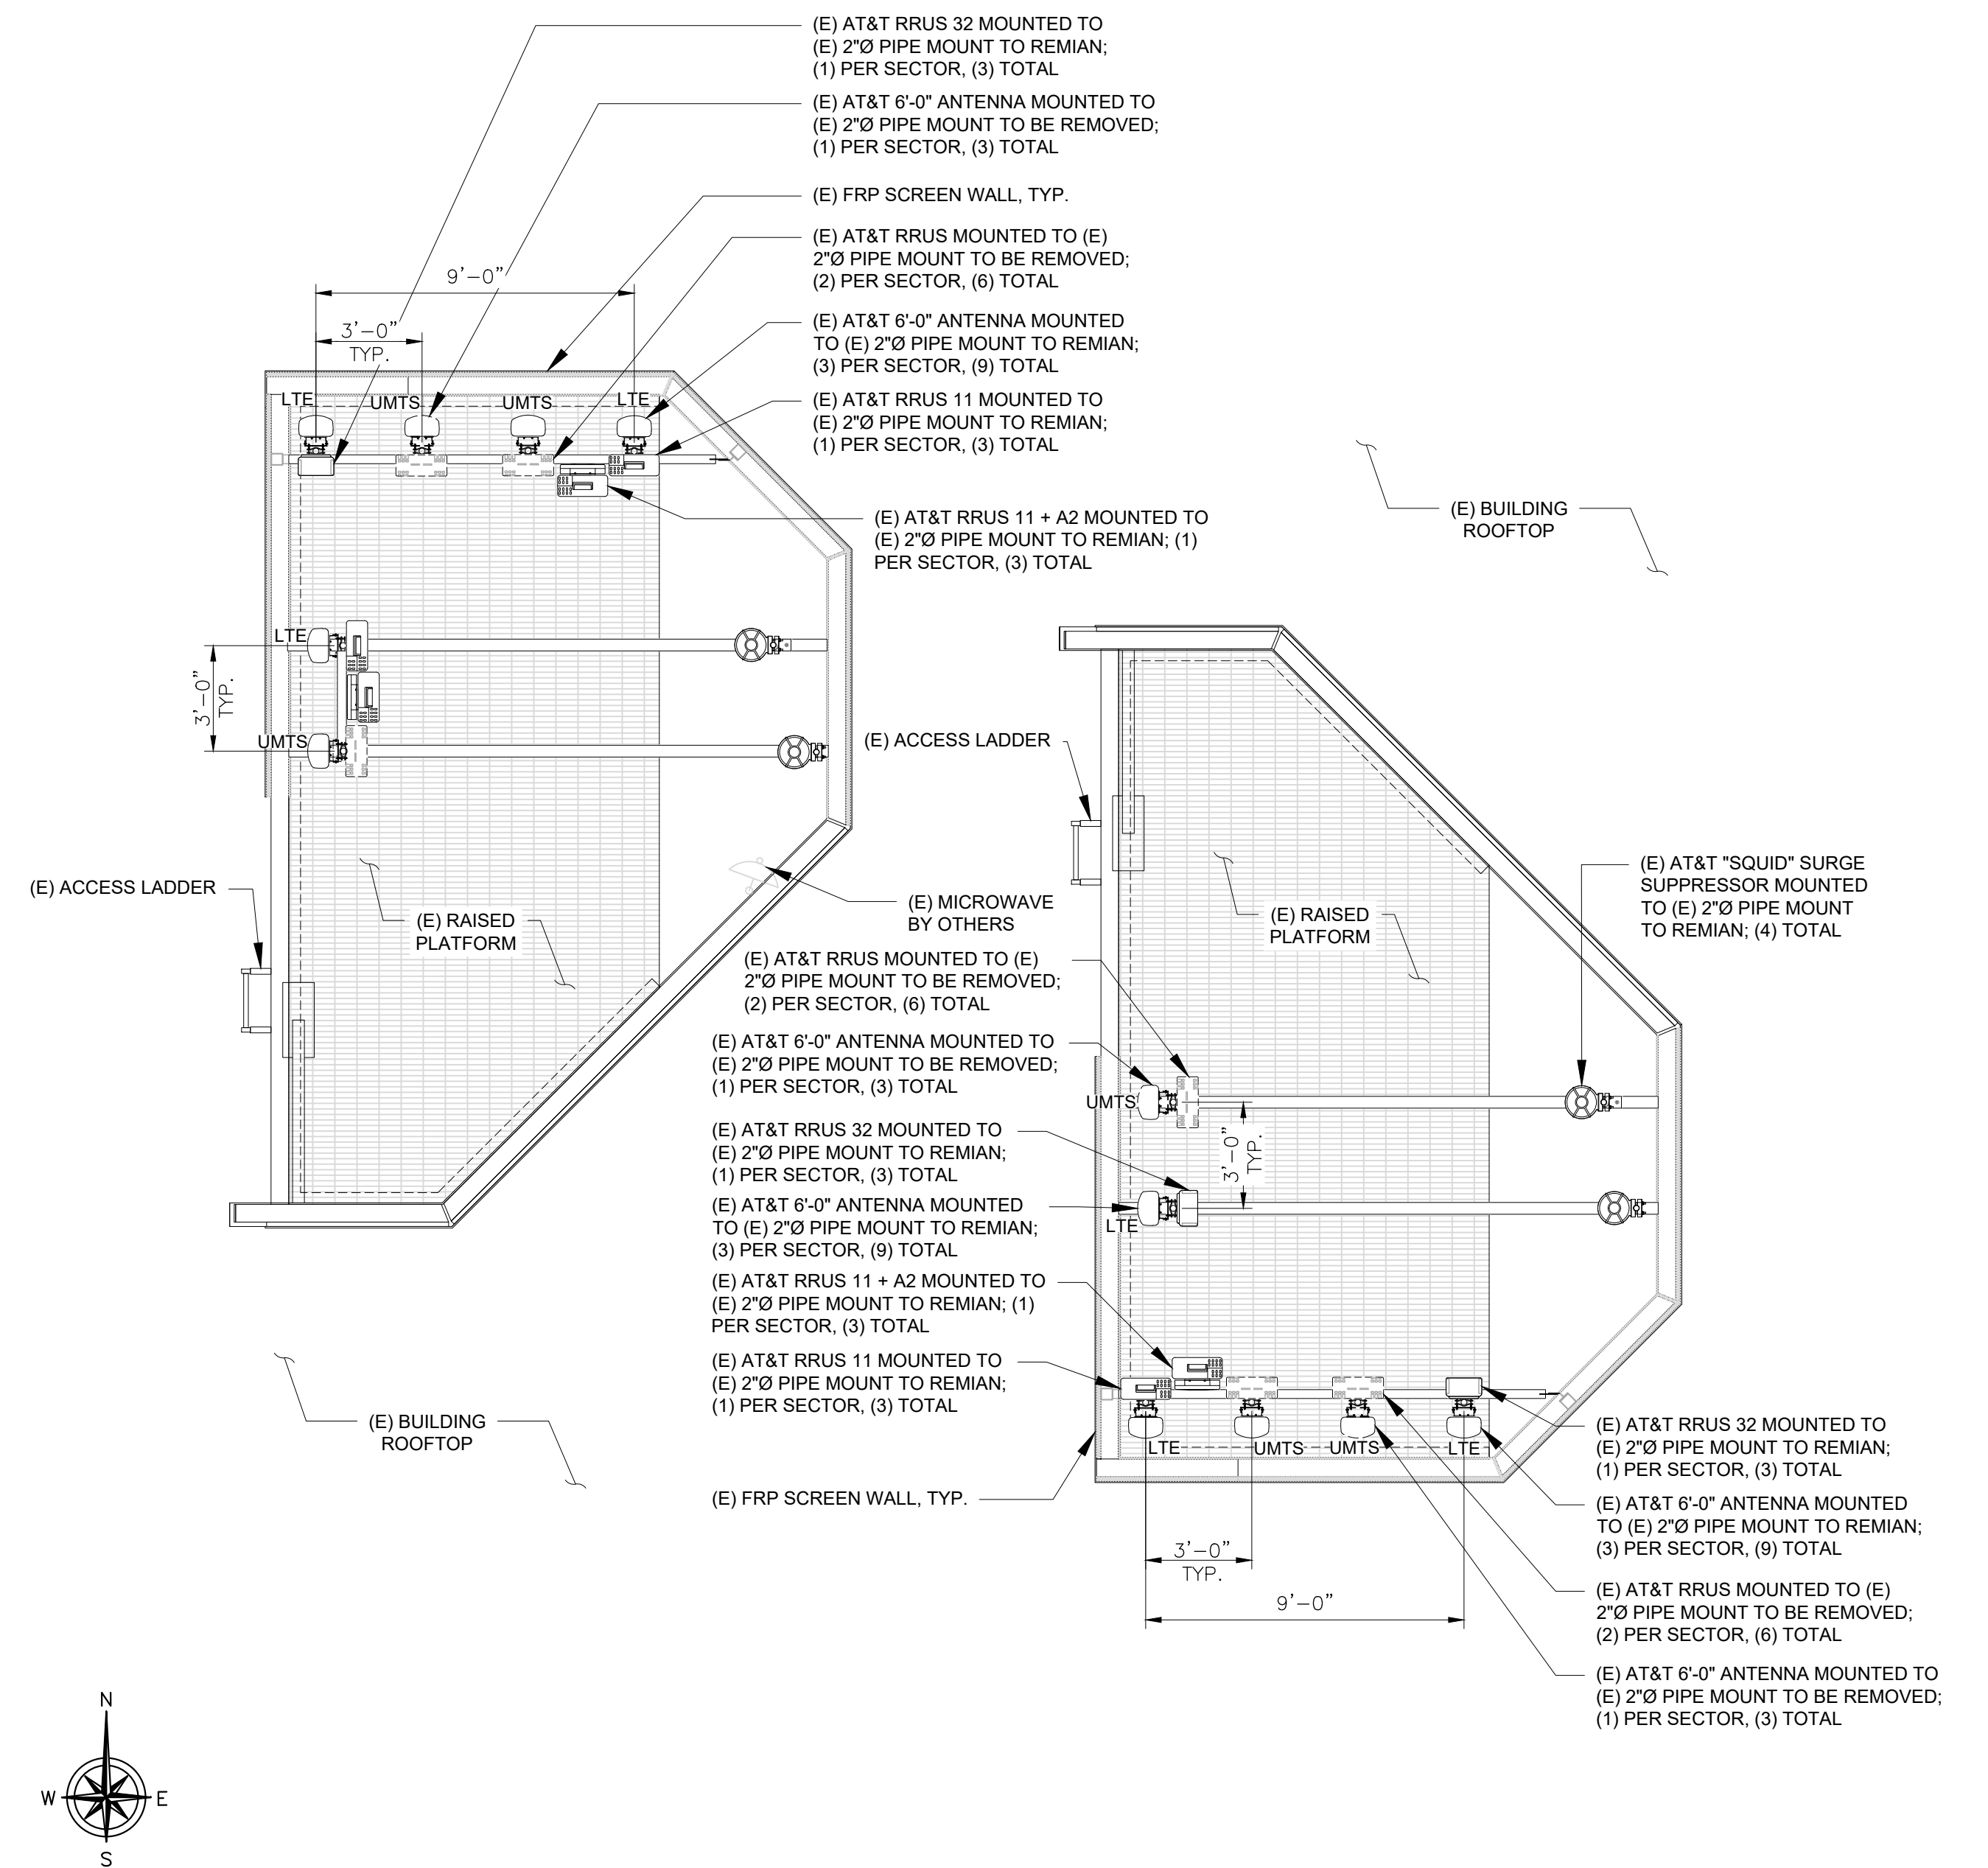 (E) AT&T RRUS 32 MOUNTED TO
(E) 2"Ø PIPE MOUNT TO REMIAN;
(1) PER SECTOR, (3) TOTAL
(E) AT&T 6'-0" ANTENNA MOUNTED TO
(E) 2"Ø PIPE MOUNT TO BE REMOVED;
(1) PER SECTOR, (3) TOTAL
(E) FRP SCREEN WALL, TYP.
(E) AT&T RRUS MOUNTED TO (E)
2"Ø PIPE MOUNT TO BE REMOVED;
(2) PER SECTOR, (6) TOTAL
(E) AT&T 6'-0" ANTENNA MOUNTED
TO (E) 2"Ø PIPE MOUNT TO REMIAN;
(3) PER SECTOR, (9) TOTAL
(E) AT&T RRUS 11 MOUNTED TO
(E) 2"Ø PIPE MOUNT TO REMIAN;
(1) PER SECTOR, (3) TOTAL
(E) AT&T RRUS 11 + A2 MOUNTED TO
(E) 2"Ø PIPE MOUNT TO REMIAN; (1)
PER SECTOR, (3) TOTAL
9'-0"
3'-0"
TYP.
LTE
UMTS
UMTS
LTE
LTE
3'-0"
TYP.
UMTS
(E) BUILDING
ROOFTOP
(E) ACCESS LADDER
(E) RAISED
PLATFORM
(E) MICROWAVE
BY OTHERS
(E) ACCESS LADDER
(E) RAISED
PLATFORM
(E) AT&T "SQUID" SURGE
SUPPRESSOR MOUNTED
TO (E) 2"Ø PIPE MOUNT
TO REMIAN; (4) TOTAL
(E) AT&T RRUS MOUNTED TO (E)
2"Ø PIPE MOUNT TO BE REMOVED;
(2) PER SECTOR, (6) TOTAL
(E) AT&T 6'-0" ANTENNA MOUNTED TO
(E) 2"Ø PIPE MOUNT TO BE REMOVED;
(1) PER SECTOR, (3) TOTAL
(E) AT&T RRUS 32 MOUNTED TO
(E) 2"Ø PIPE MOUNT TO REMIAN;
(1) PER SECTOR, (3) TOTAL
(E) AT&T 6'-0" ANTENNA MOUNTED
TO (E) 2"Ø PIPE MOUNT TO REMIAN;
(3) PER SECTOR, (9) TOTAL
(E) AT&T RRUS 11 + A2 MOUNTED TO
(E) 2"Ø PIPE MOUNT TO REMIAN; (1)
PER SECTOR, (3) TOTAL
(E) AT&T RRUS 11 MOUNTED TO
(E) 2"Ø PIPE MOUNT TO REMIAN;
(1) PER SECTOR, (3) TOTAL
(E) FRP SCREEN WALL, TYP.
UMTS
3'-0"
TYP.
LTE
LTE
UMTS
UMTS
LTE
3'-0"
TYP.
9'-0"
(E) BUILDING
ROOFTOP
(E) AT&T RRUS 32 MOUNTED TO
(E) 2"Ø PIPE MOUNT TO REMIAN;
(1) PER SECTOR, (3) TOTAL
(E) AT&T 6'-0" ANTENNA MOUNTED
TO (E) 2"Ø PIPE MOUNT TO REMIAN;
(3) PER SECTOR, (9) TOTAL
(E) AT&T RRUS MOUNTED TO (E)
2"Ø PIPE MOUNT TO BE REMOVED;
(2) PER SECTOR, (6) TOTAL
(E) AT&T 6'-0" ANTENNA MOUNTED TO
(E) 2"Ø PIPE MOUNT TO BE REMOVED;
(1) PER SECTOR, (3) TOTAL
N
W E
S